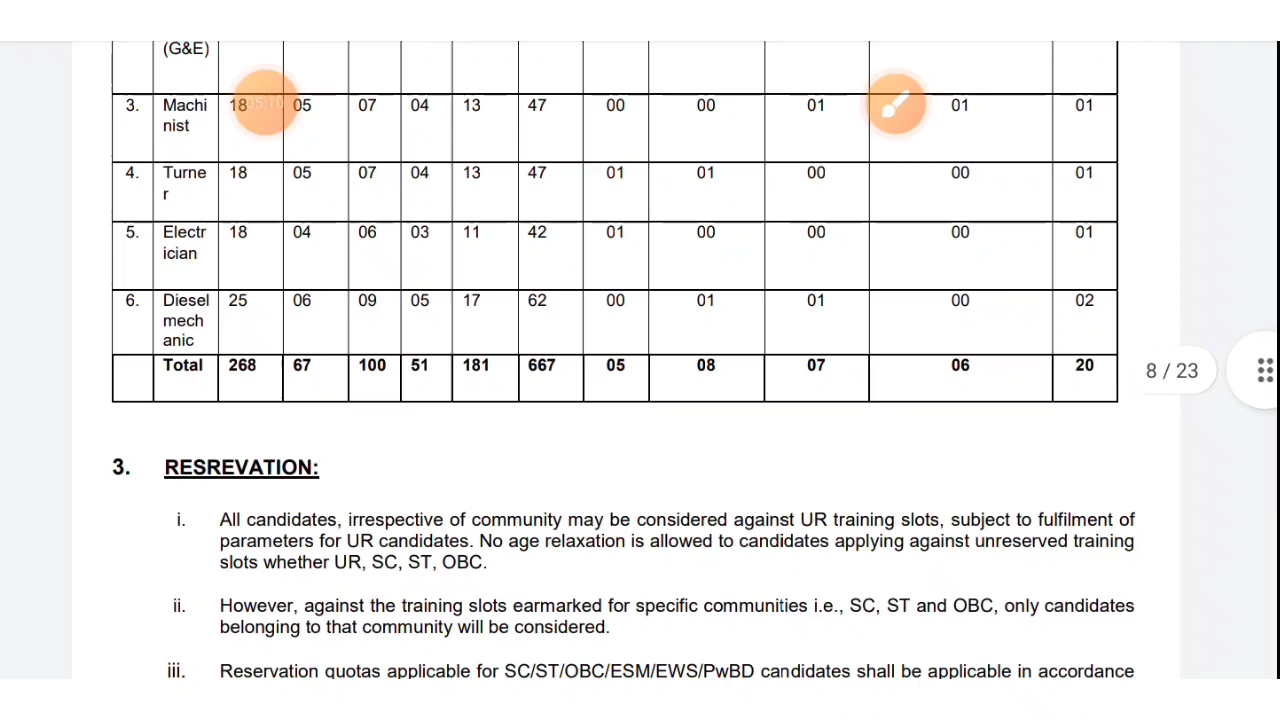 (G&E)
3. Machi 18 05 07 04 13 47 00 00 01 01 01
nist
4. Turne 18 05 07 04 13 47 01 01 00 00 01
r
5. Electr 18 04 06 03 11 42 01 00 00 00 01
ician
6. Diesel 25 06 09 05 17 62 00 01 01 00 02
mech
anic
Total 268 67 100 51 181 667 05 08 07 06 20
8 / 23
3. RESREVATION:
i. All candidates, irrespective of community may be considered against UR training slots, subject to fulfilment of
parameters for UR candidates. No age relaxation is allowed to candidates applying against unreserved training
slots whether UR, SC, ST, OBC.
ii. However, against the training slots earmarked for specific communities i.e., SC, ST and OBC, only candidates
belonging to that community will be considered.
iii. Reservation quotas applicable for SC/ST/OBC/ESM/EWS/PwBD candidates shall be applicable in accordance